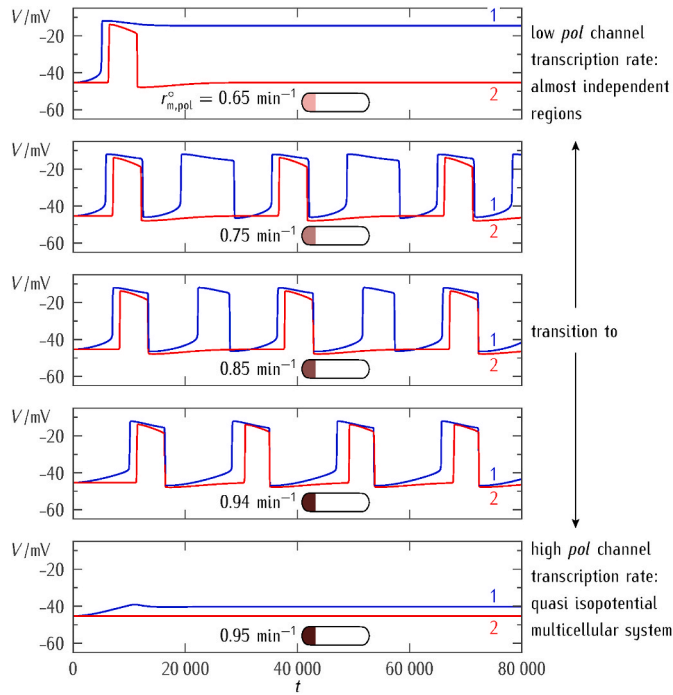 V/mV
−20
−40
−60
1
2
r°m,pol = 0.65 min−1
low pol channel
transcription rate:
almost independent
regions
V/mV
−20
−40
−60
1
2
0.75 min−1
V/mV
−20
−40
−60
1
2
0.85 min−1
transition to
V/mV
−20
−40
−60
1
2
0.94 min−1
V/mV
−20
−40
−60
1
2
0.95 min−1
high pol channel
transcription rate:
quasi isopotential
multicellular system
0 20 000 40 000 60 000 80 000
t